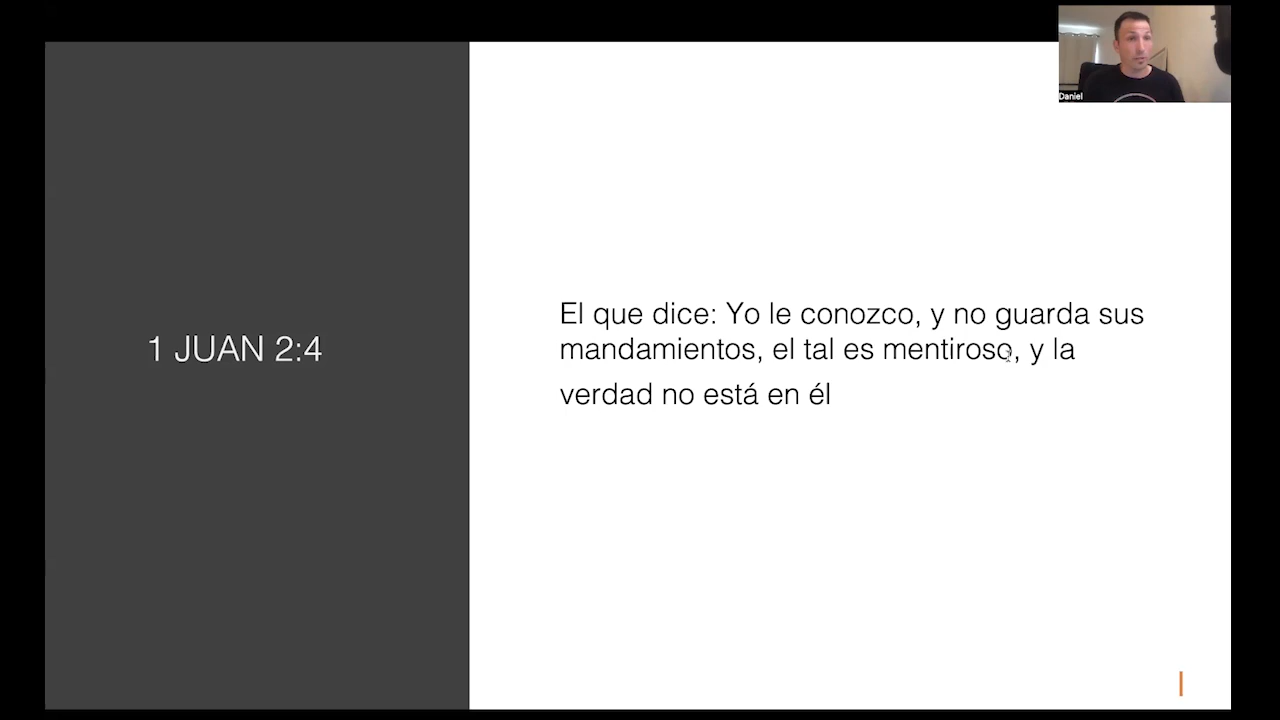 Daniel
1 JUAN 2:4
El que dice: Yo le conozco, y no guarda sus
mandamientos, el tal es mentiroso, y la
verdad no está en él